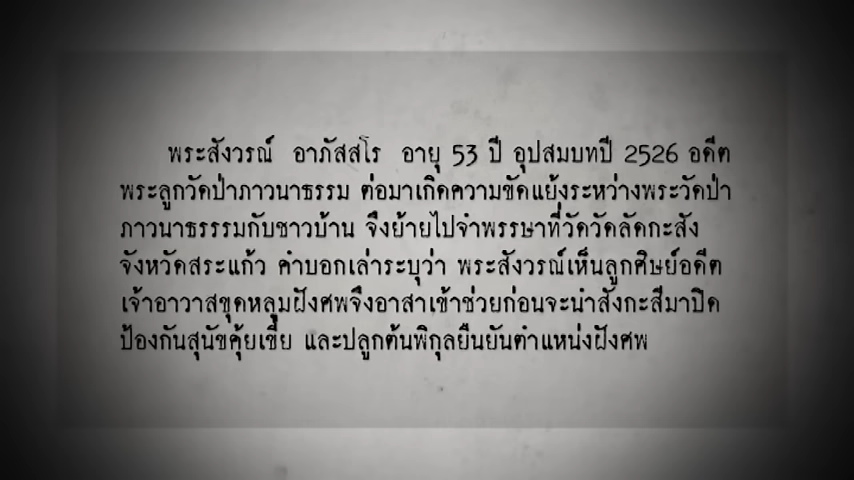 พระสังวรณ์ อาภัสสโร อายุ 53 ปี อุปสมบทปี 2526 อดีต
พระลูกวัดป่าภาวนาธรรม ต่อมาเกิดความขัดแย้งระหว่างพระวัดป่า
ภาวนาธรรรมกับชาวบ้าน จึงย้ายไปจำพรรษาที่วัดวัดลัดกะสัง
จังหวัดสระแก้ว คำบอกเล่าระบุว่า พระสังวรณ์เห็นลูกศิษย์อดีต
เจ้าอาวาสขุดหลุมฝังศพจึงอาสาเข้าช่วยก่อนจะนำสังกะสีมาปิด
ป้องกันสุนัขคุ้ยเขี่ย และปลูกต้นพิกุลยืนยันตำแหน่งฝังศพ